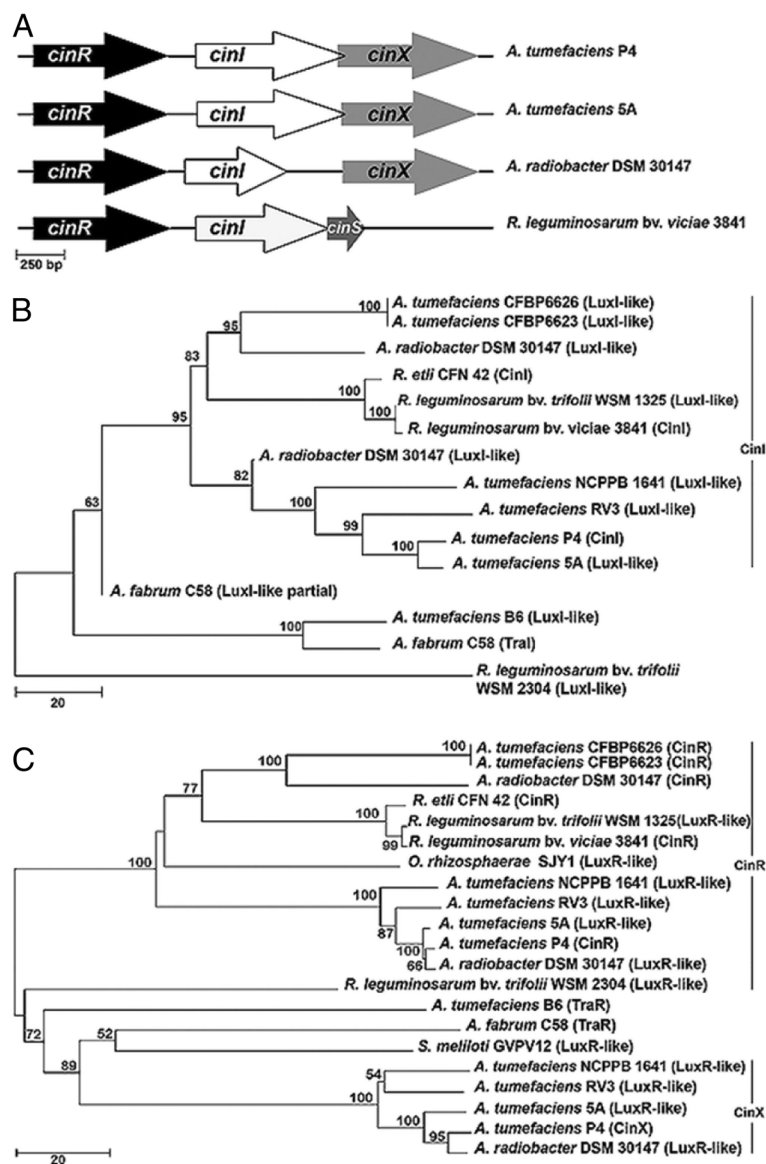 A
cinR cinI cinX A. tumefaciens P4
cinR cinI cinX A. tumefaciens 5A
cinR cinI cinX A. radiobacter DSM 30147
cinR cinI cinS R. leguminosarum bv. viciae 3841
250 bp
B
100 A. tumefaciens CFBP6626 (LuxI-like)
A. tumefaciens CFBP6623 (LuxI-like)
95
A. radiobacter DSM 30147 (LuxI-like)
83
R. etli CFN 42 (CinI)
100
R. leguminosarum bv. trifolii WSM 1325 (LuxI-like)
100
R. leguminosarum bv. viciae 3841 (CinI)
95
CinI
A. radiobacter DSM 30147 (LuxI-like)
82
A. tumefaciens NCPPB 1641 (LuxI-like)
100
63
A. tumefaciens RV3 (LuxI-like)
99
A. tumefaciens P4 (CinI)
100
A. tumefaciens 5A (LuxI-like)
A. fabrum C58 (LuxI-like partial)
A. tumefaciens B6 (LuxI-like)
100
A. fabrum C58 (TraI)
R. leguminosarum bv. trifolii
WSM 2304 (LuxI-like)
20
C
100 A. tumefaciens CFBP6626 (CinR)
A. tumefaciens CFBP6623 (CinR)
100
A. radiobacter DSM 30147 (CinR)
77
R. etli CFN 42 (CinR)
100
R. leguminosarum bv. trifolii WSM 1325(LuxR-like)
99
R. leguminosarum bv. viciae 3841 (CinR)
100
O. rhizosphaerae SJY1 (LuxR-like)
CinR
A. tumefaciens NCPPB 1641 (LuxR-like)
100
A. tumefaciens RV3 (LuxR-like)
87
A. tumefaciens 5A (LuxR-like)
100
A. tumefaciens P4 (CinR)
66
A. radiobacter DSM 30147 (LuxR-like)
R. leguminosarum bv. trifolii WSM 2304 (LuxR-like)
72
A. tumefaciens B6 (TraR)
52
A. fabrum C58 (TraR)
89
S. meliloti GVPV12 (LuxR-like)
54
A. tumefaciens NCPPB 1641 (LuxR-like)
A. tumefaciens RV3 (LuxR-like)
100
A. tumefaciens 5A (LuxR-like)
CinX
100
A. tumefaciens P4 (CinX)
95
A. radiobacter DSM 30147 (LuxR-like)
20